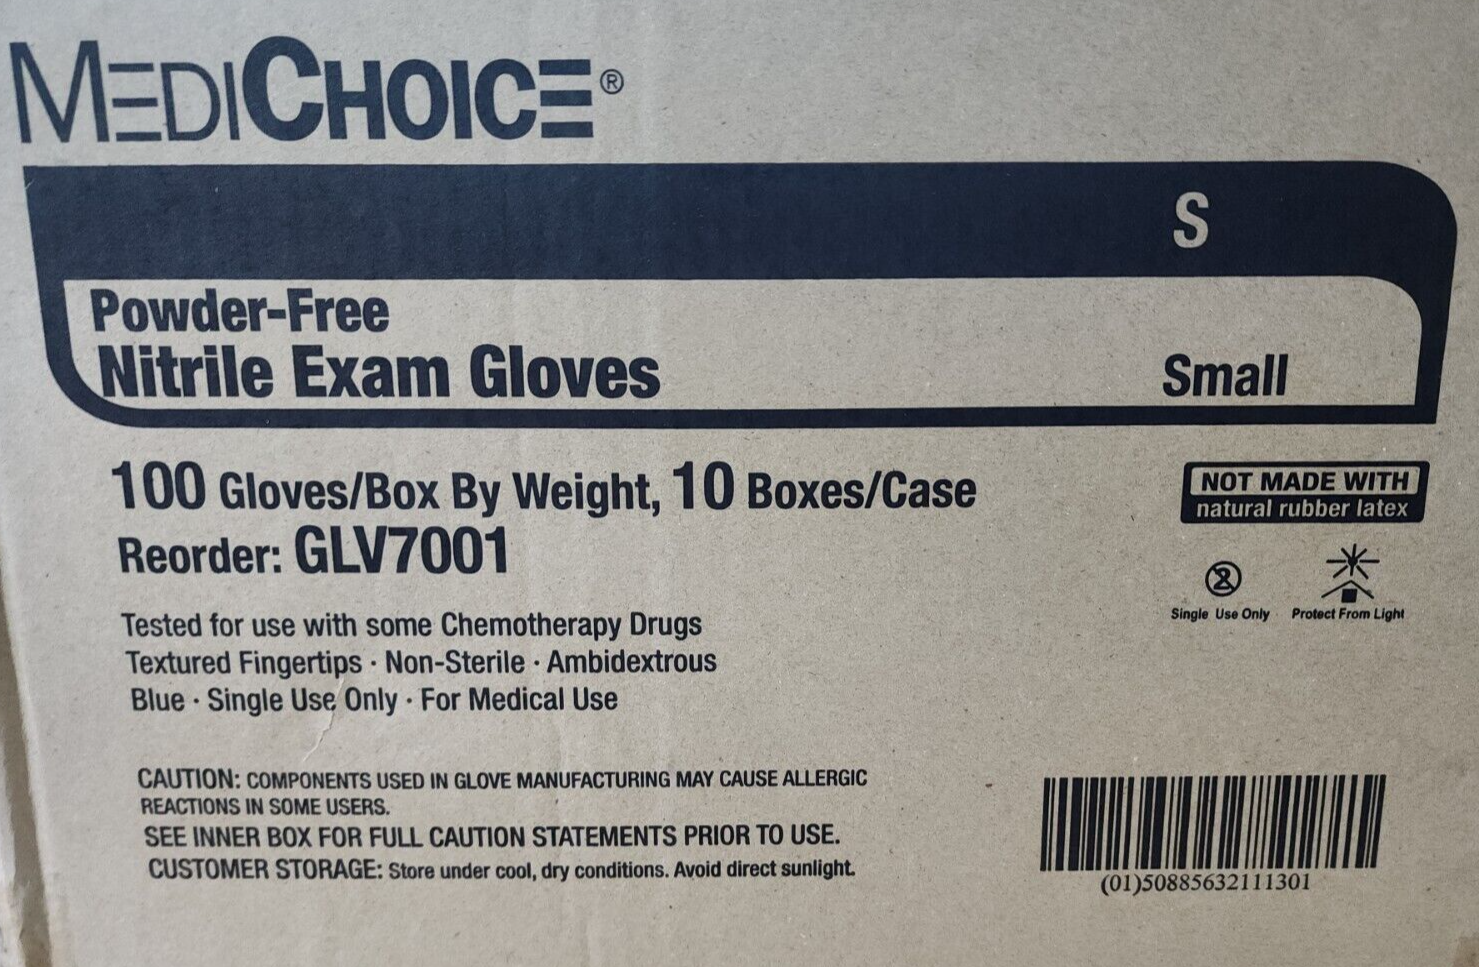 MEDICHOICE®
S
Powder-Free
Nitrile Exam Gloves
Small
100 Gloves/Box By Weight, 10 Boxes/Case
Reorder: GLV7001
NOT MADE WITH
natural rubber latex
Single Use Only
Protect From Light
Tested for use with some Chemotherapy Drugs
Textured Fingertips · Non-Sterile · Ambidextrous
Blue · Single Use Only · For Medical Use
CAUTION: COMPONENTS USED IN GLOVE MANUFACTURING MAY CAUSE ALLERGIC
REACTIONS IN SOME USERS.
SEE INNER BOX FOR FULL CAUTION STATEMENTS PRIOR TO USE.
CUSTOMER STORAGE: Store under cool, dry conditions. Avoid direct sunlight.
(01)50885632111301